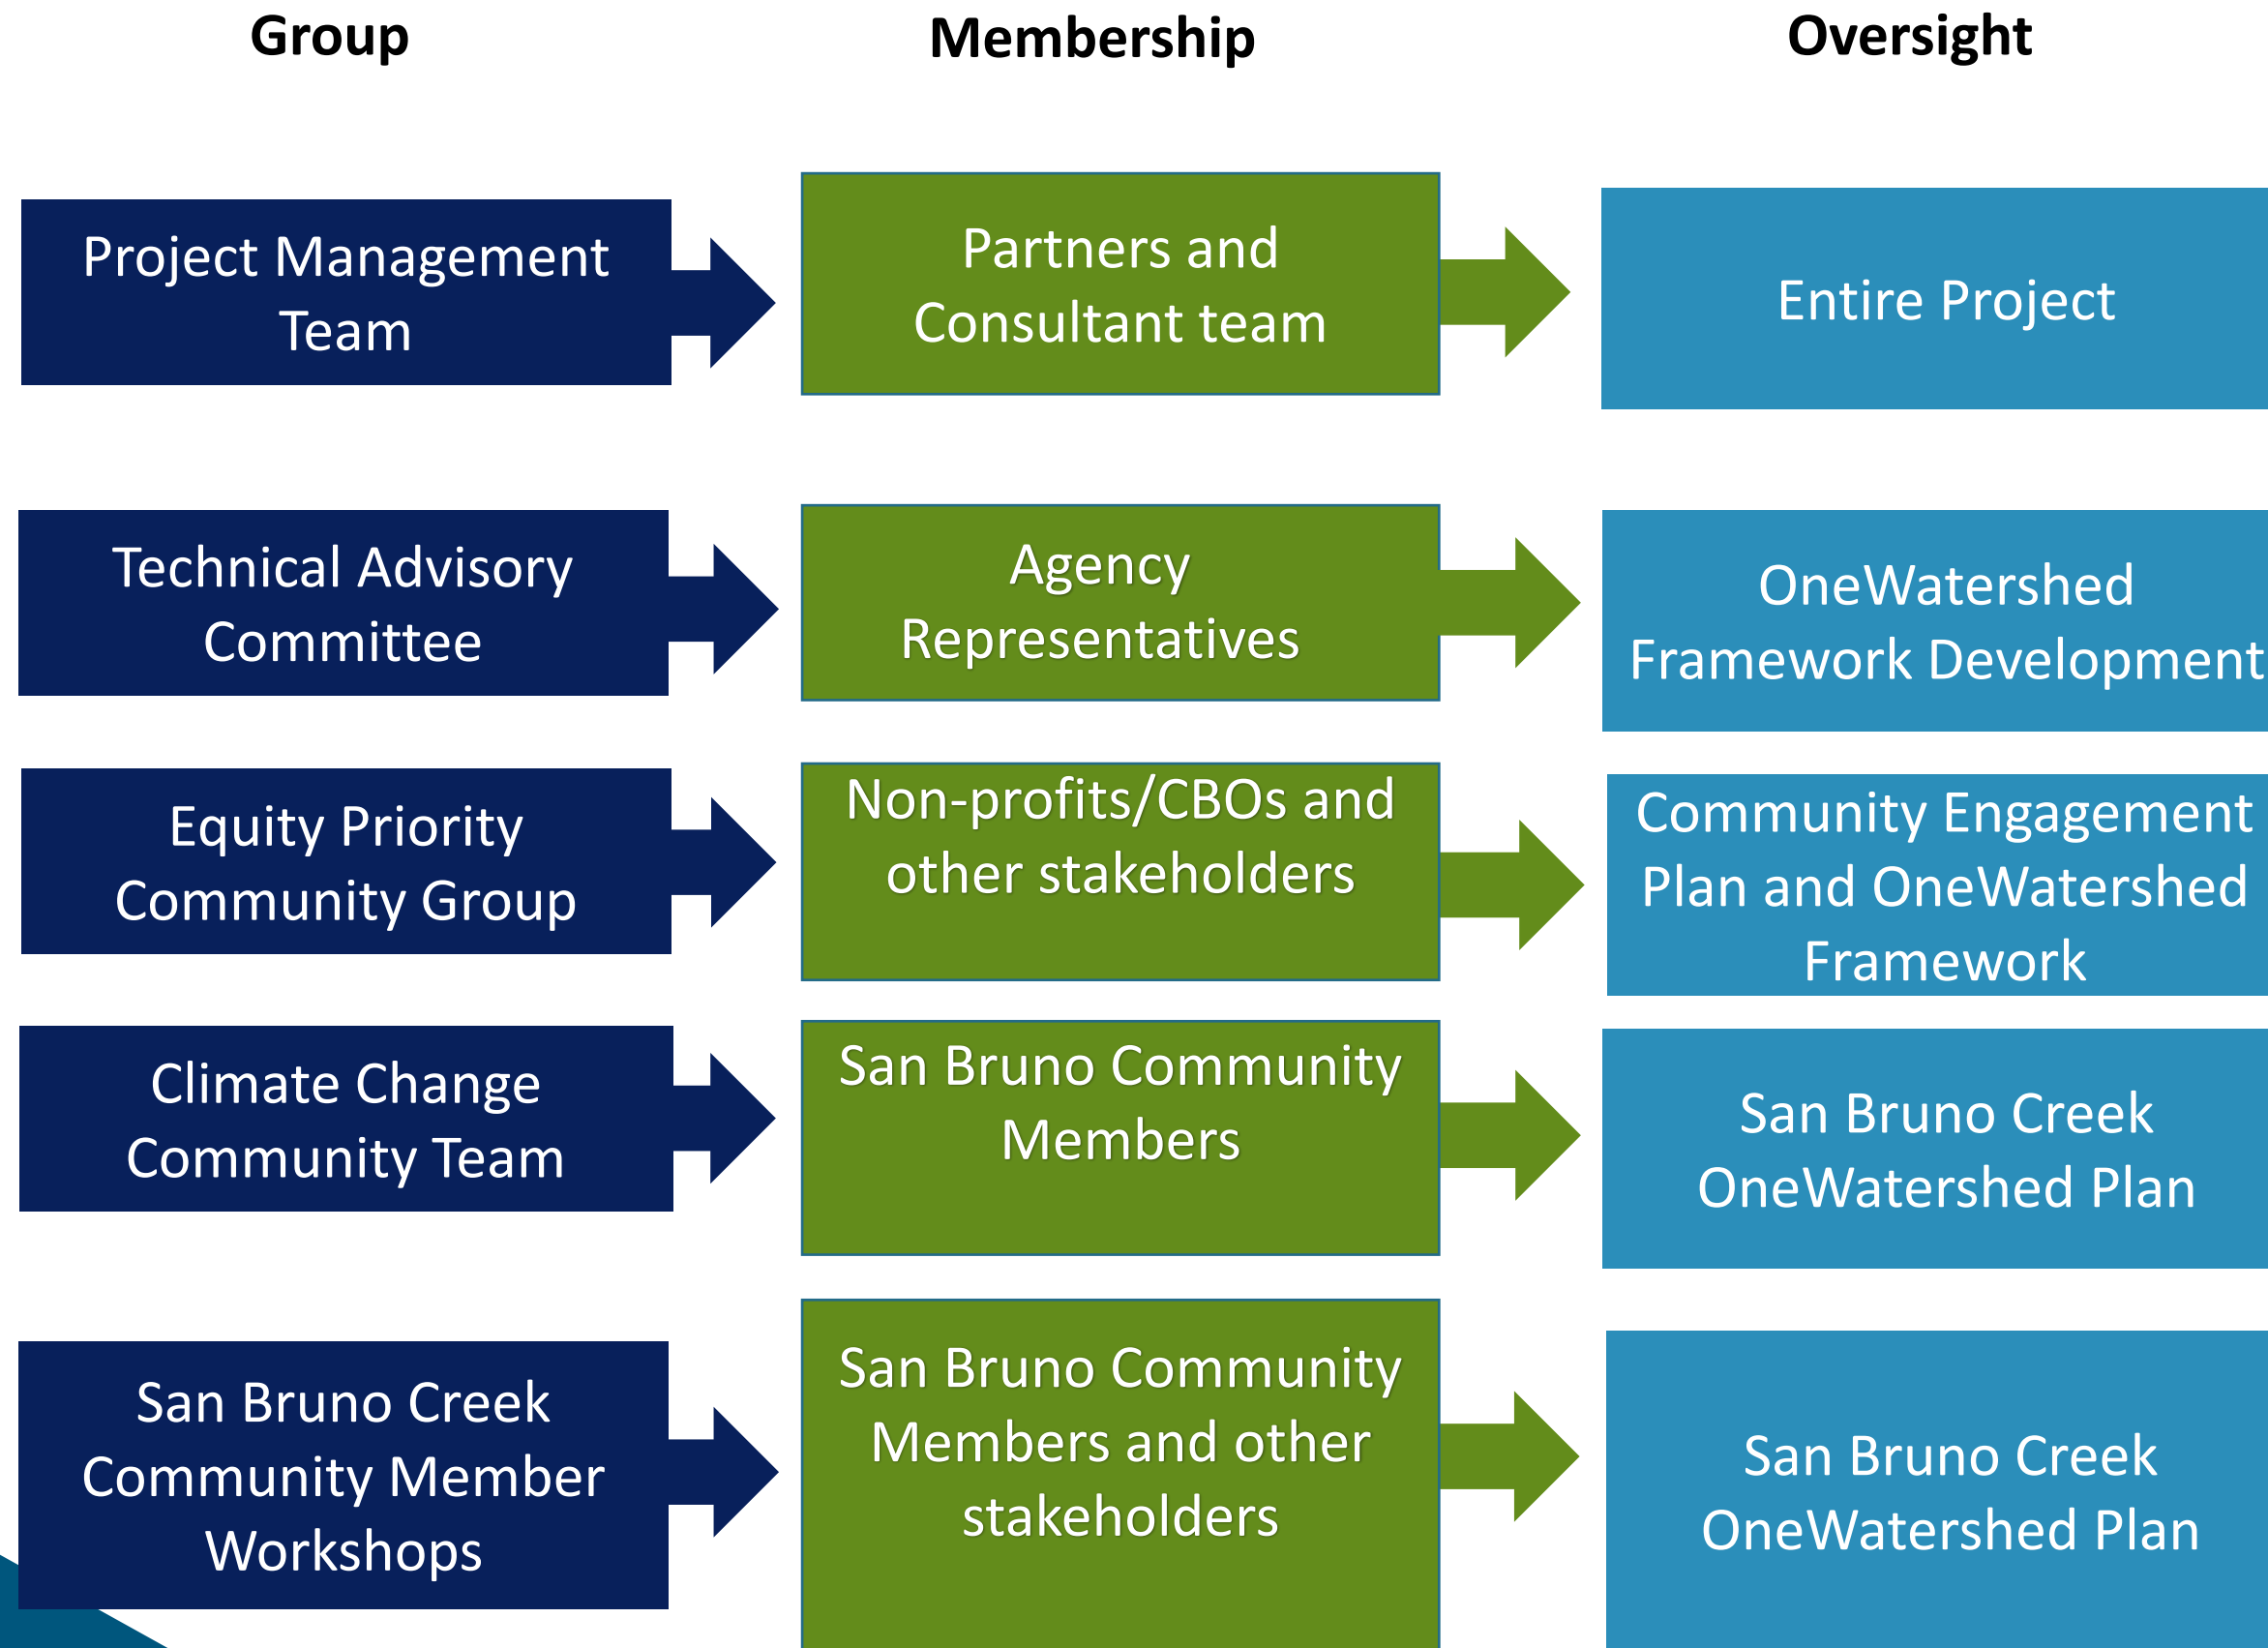 Group
Membership
Oversight
Project Management
Team
Partners and
Consultant team
Entire Project
Technical Advisory
Committee
Agency
Representatives
OneWatershed
Framework Development
Equity Priority
Community Group
Non-profits/CBOs and
other stakeholders
Community Engagement
Plan and OneWatershed
Framework
Climate Change
Community Team
San Bruno Community
Members
San Bruno Creek
OneWatershed Plan
San Bruno Creek
Community Member
Workshops
San Bruno Community
Members and other
stakeholders
San Bruno Creek
OneWatershed Plan